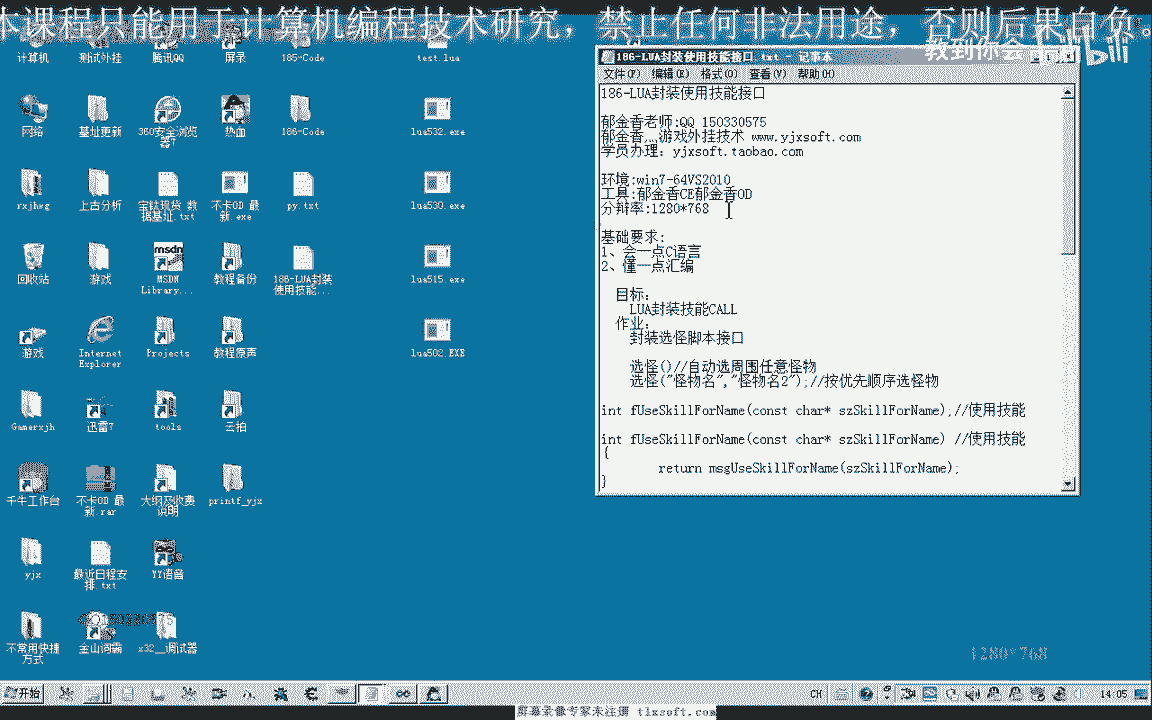 本课程只能用于计算机编程技术研究，禁止任何非法用途，否则后果自负。
计算机
测试外挂
腾讯QQ
屏录
185-Code
test.lua
网络
基址更新
360安全浏览器7
热血
186-Code
lua532.exe
rxjhwg
上古分析
数据基址.txt
不卡OD 最新.exe
py.txt
lua530.exe
回收站
游戏
MSDN Library...
教程备份
186-LUA封装使用技能...
lua515.exe
游戏
Internet Explorer
Projects
教程原声
lua502.EXE
Gamerxjh
迅雷7
tools
云拍
千牛工作台
不卡OD 最新.rar
大纲及收费说明
printf_yjx
yjx
最近日程安排.txt
YY语音
不常用快捷方式
金山词霸
x32__调试器
186-LUA封装使用技能接口.txt - 记事本
教到你会
bilibili
文件(F) 编辑(E) 格式(O) 查看(V) 帮助(H)
186-LUA封装使用技能接口
郁金香老师:QQ 150330575
郁金香灬游戏外挂技术 www.yjxsoft.com
学员办理：yjxsoft.taobao.com
环境:win7-64VS2010
工具:郁金香CE郁金香OD
分辩率:1280*768
基础要求:
1、会一点C语言
2、懂一点汇编
目标:
LUA封装技能CALL
作业:
封装选怪脚本接口
选怪()//自动选周围任意怪物
选怪("怪物名","怪物名2");//按优先顺序选怪物
int fUseSkillForName(const char* szSkillForName);//使用技能
int fUseSkillForName(const char* szSkillForName) //使用技能
{
return msgUseSkillForName(szSkillForName);
}
1280*768
开始
CH
14:05
屏幕录像专家未注册 tlxsoft.com